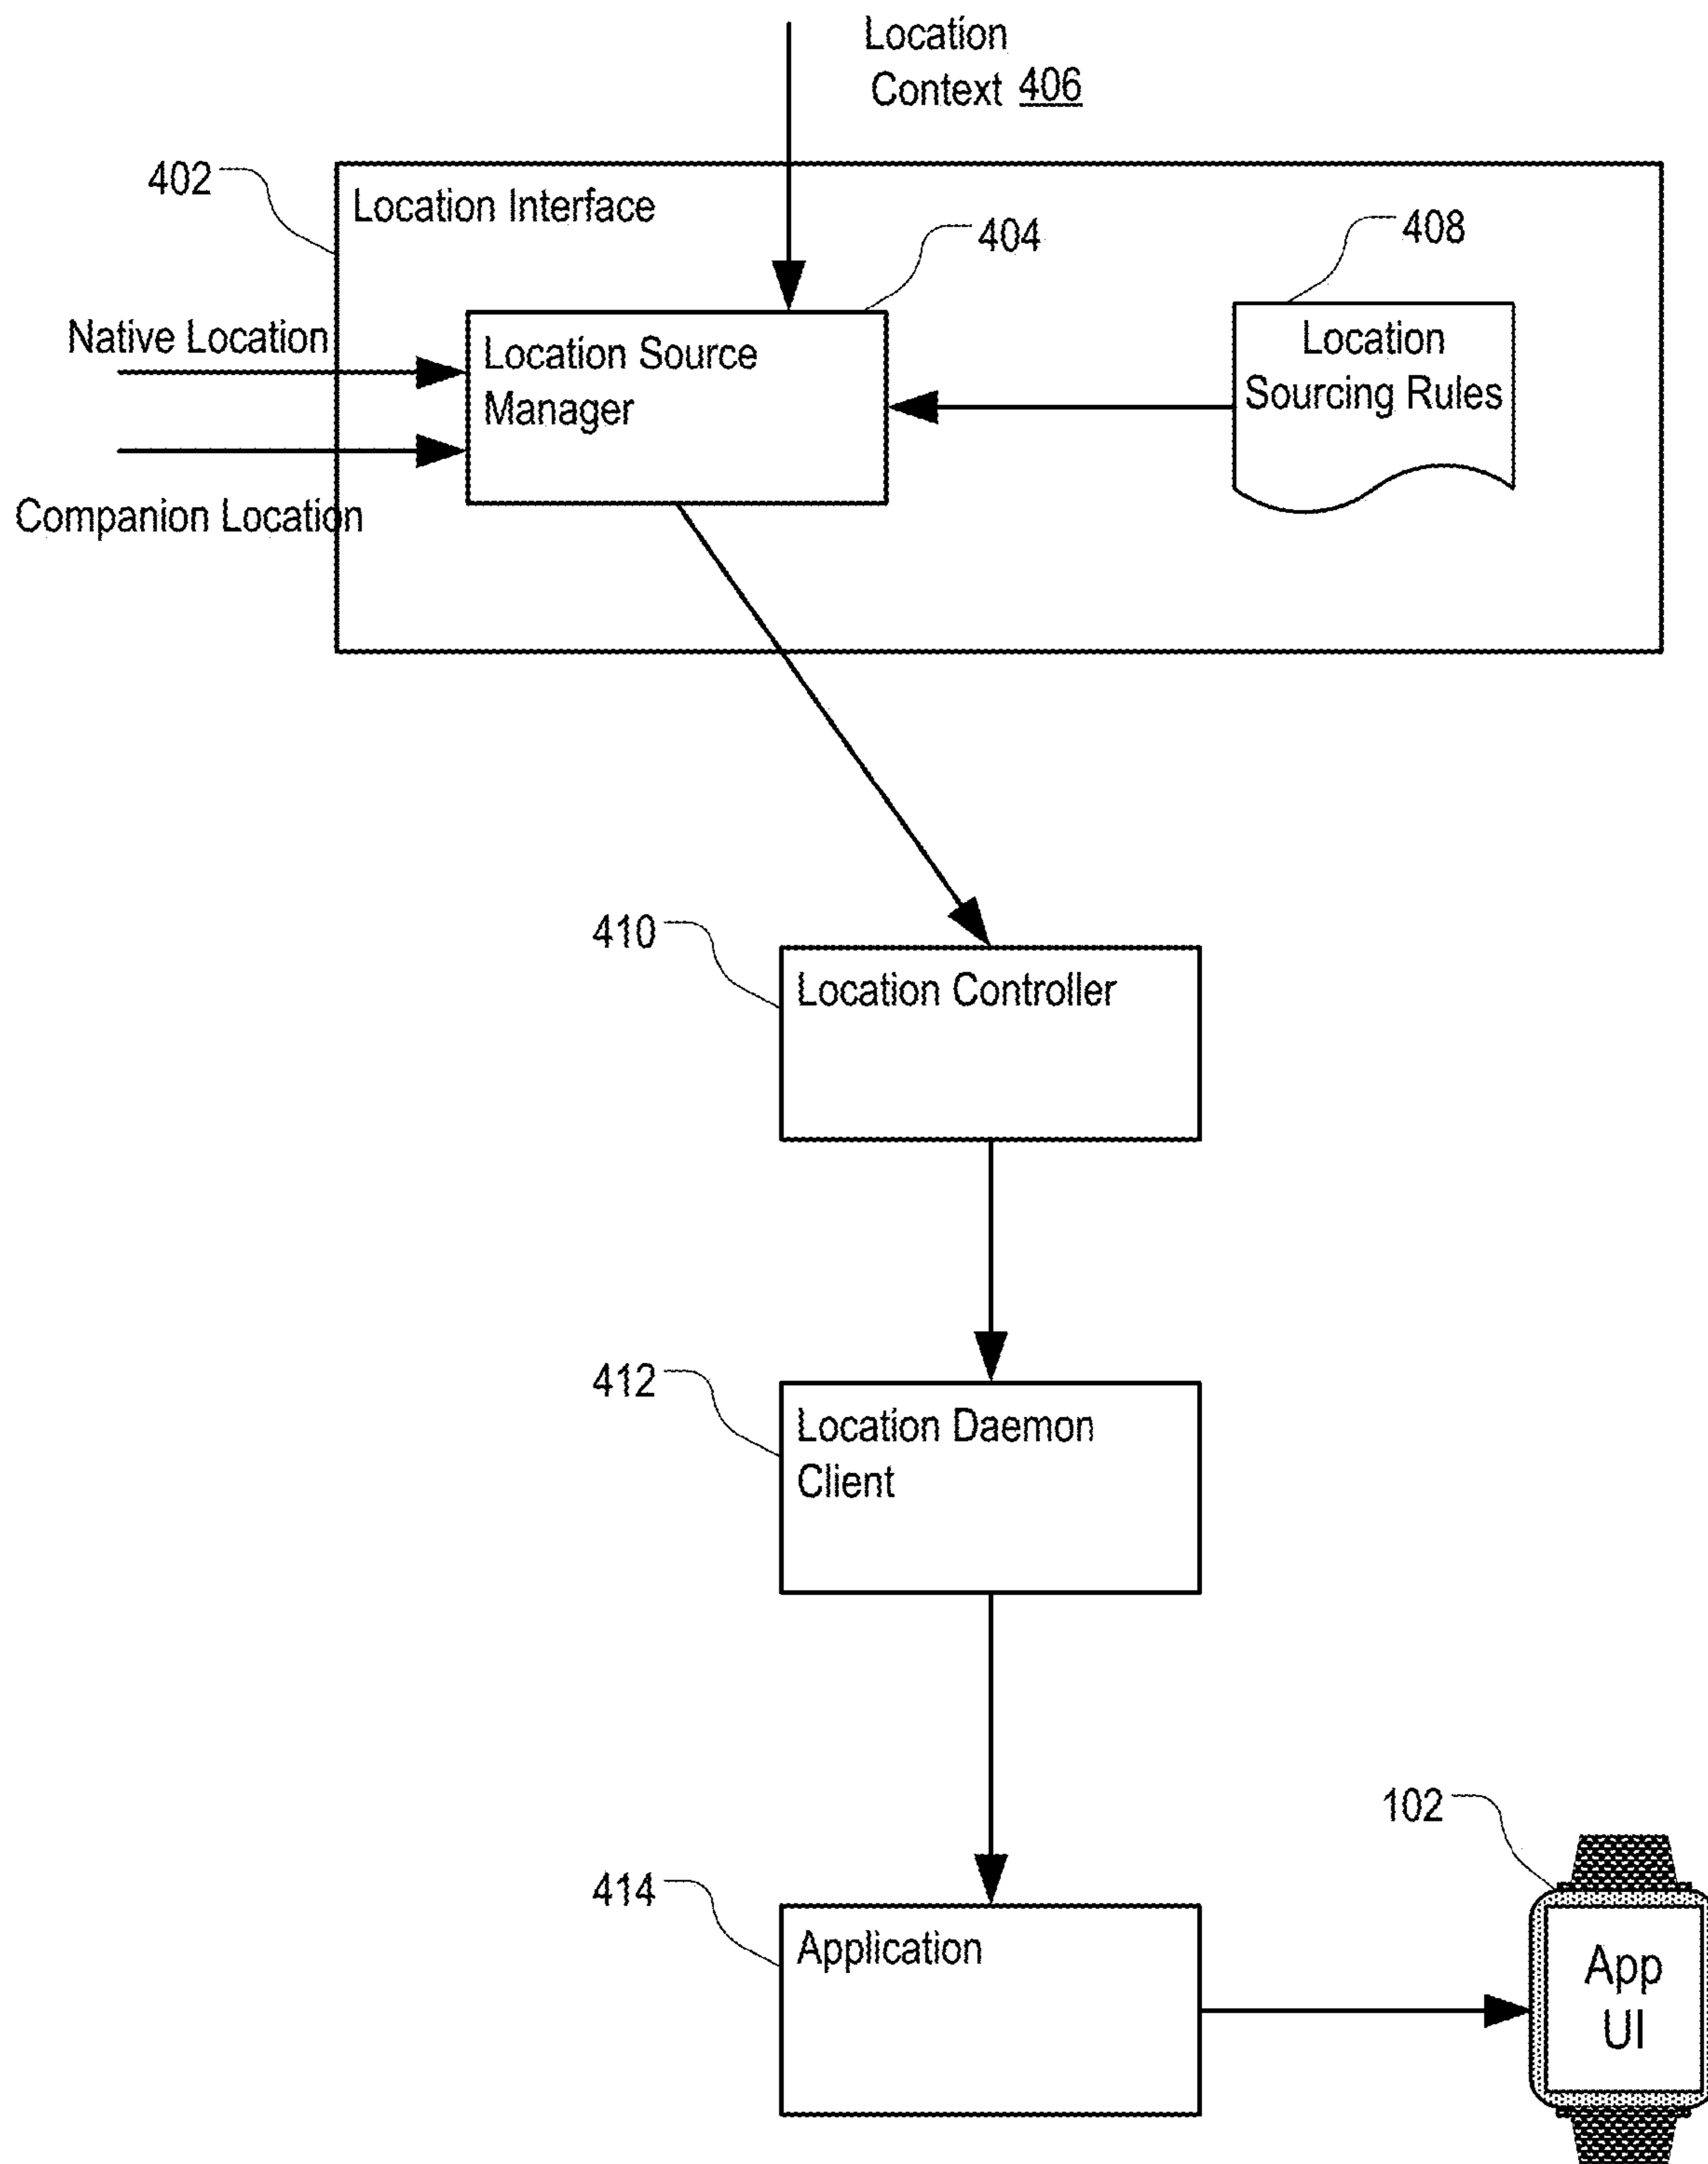 Location
Context 406
402
Location Interface
404
408
Native Location
Location Source
Manager
Location
Sourcing Rules
Companion Location
410
Location Controller
412
Location Daemon
Client
102
414
Application
App
UI